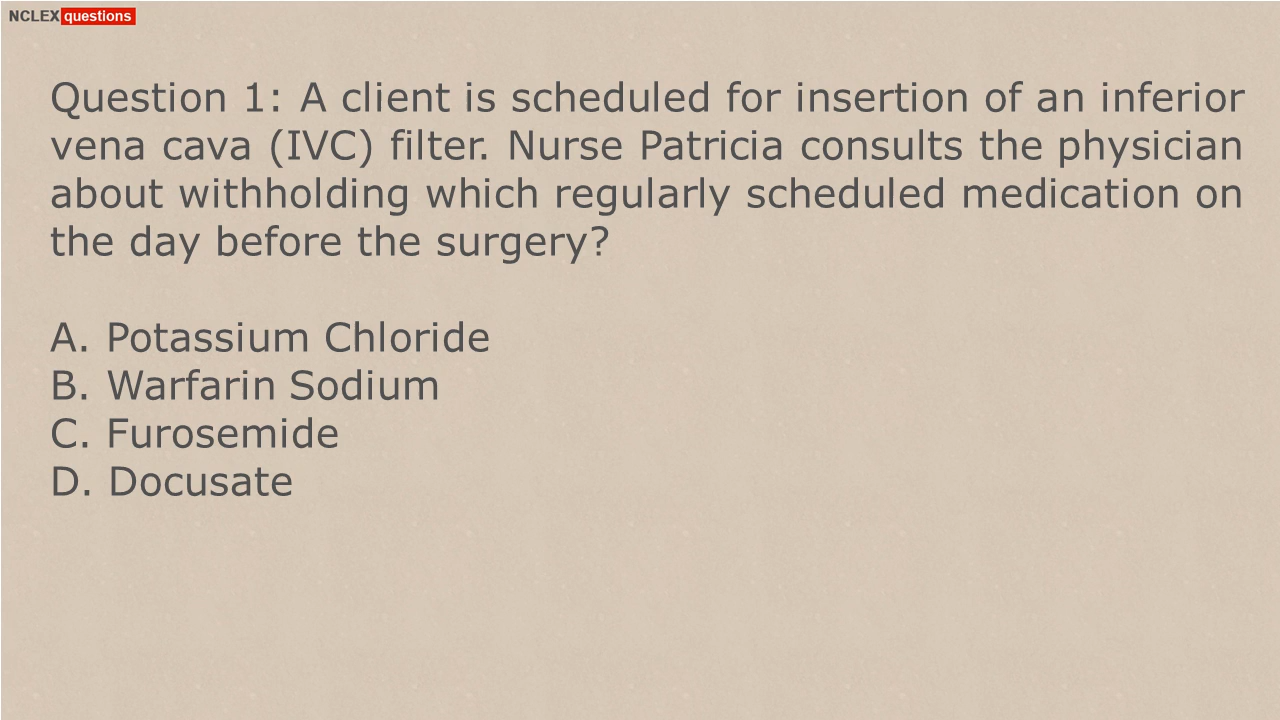 NCLEX questions
Question 1: A client is scheduled for insertion of an inferior
vena cava (IVC) filter. Nurse Patricia consults the physician
about withholding which regularly scheduled medication on
the day before the surgery?
A. Potassium Chloride
B. Warfarin Sodium
C. Furosemide
D. Docusate